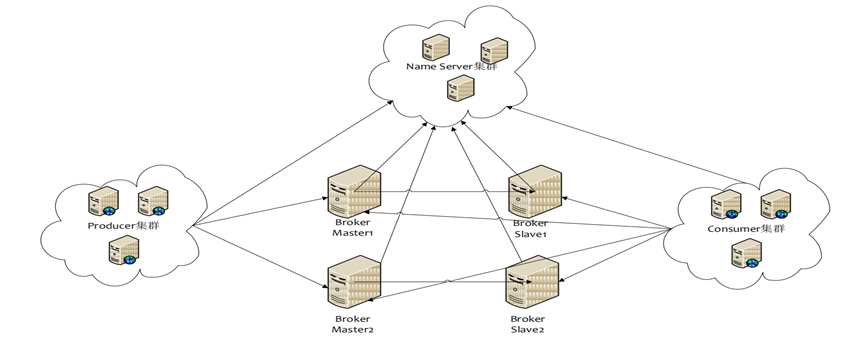 Name Server集群
Producer集群
Broker
Master1
Broker
Slave1
Consumer集群
Broker
Master2
Broker
Slave2